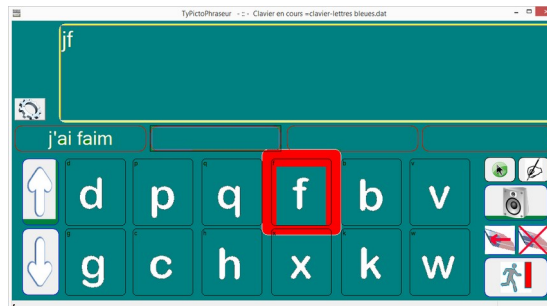 TyPictoPhraseur - :: - Clavier en cours =clavier-lettres bleues.dat
jf
j'ai faim
d p q f b v
g c h x k w